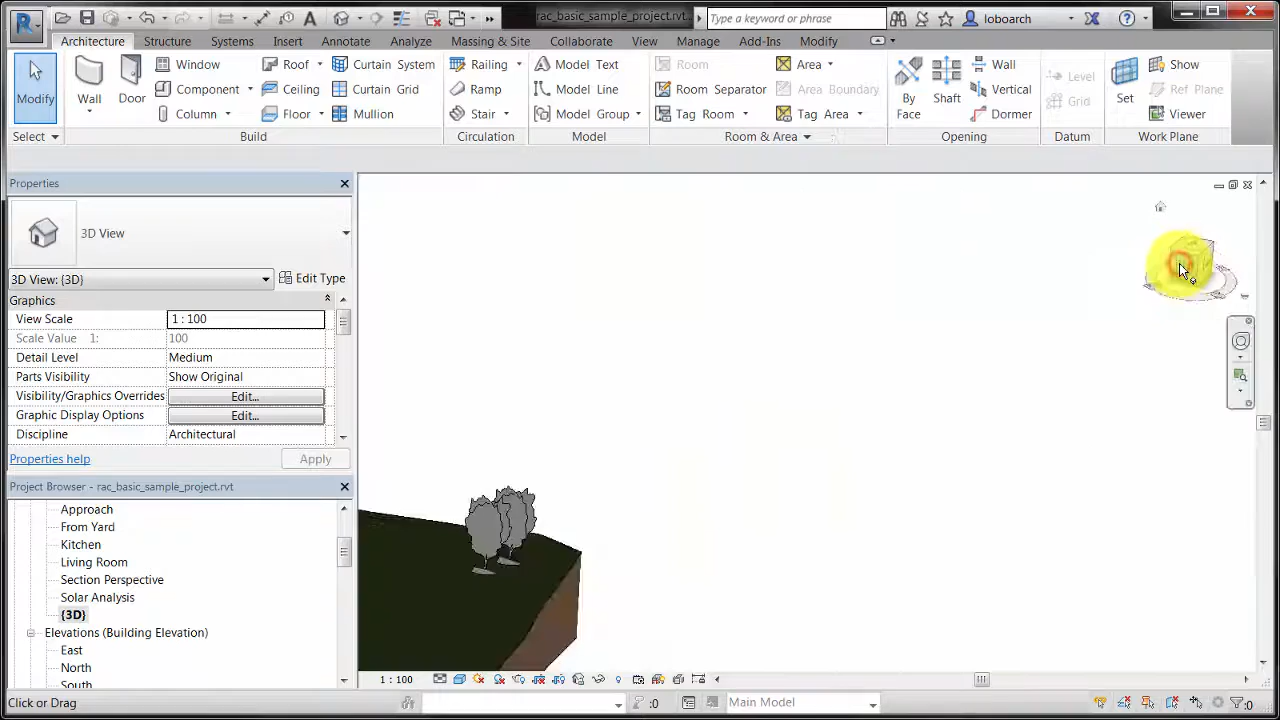 rac_basic_sample_project.rvt...
Type a keyword or phrase
loboarch
Architecture Structure Systems Insert Annotate Analyze Massing & Site Collaborate View Manage Add-Ins Modify
Modify
Wall
Door
Window
Component
Column
Roof
Ceiling
Floor
Curtain System
Curtain Grid
Mullion
Railing
Ramp
Stair
Model Text
Model Line
Model Group
Room
Room Separator
Tag Room
Area
Area Boundary
Tag Area
By Face
Shaft
Wall
Vertical
Dormer
Level
Grid
Set
Show
Ref Plane
Viewer
Select Build Circulation Model Room & Area Opening Datum Work Plane
Properties
3D View
3D View: {3D} Edit Type
Graphics
View Scale 1 : 100
Scale Value 1: 100
Detail Level Medium
Parts Visibility Show Original
Visibility/Graphics Overrides Edit...
Graphic Display Options Edit...
Discipline Architectural
Properties help Apply
Project Browser - rac_basic_sample_project.rvt
Approach
From Yard
Kitchen
Living Room
Section Perspective
Solar Analysis
{3D}
Elevations (Building Elevation)
East
North
South
1 : 100
Click or Drag
:0
Main Model
:0